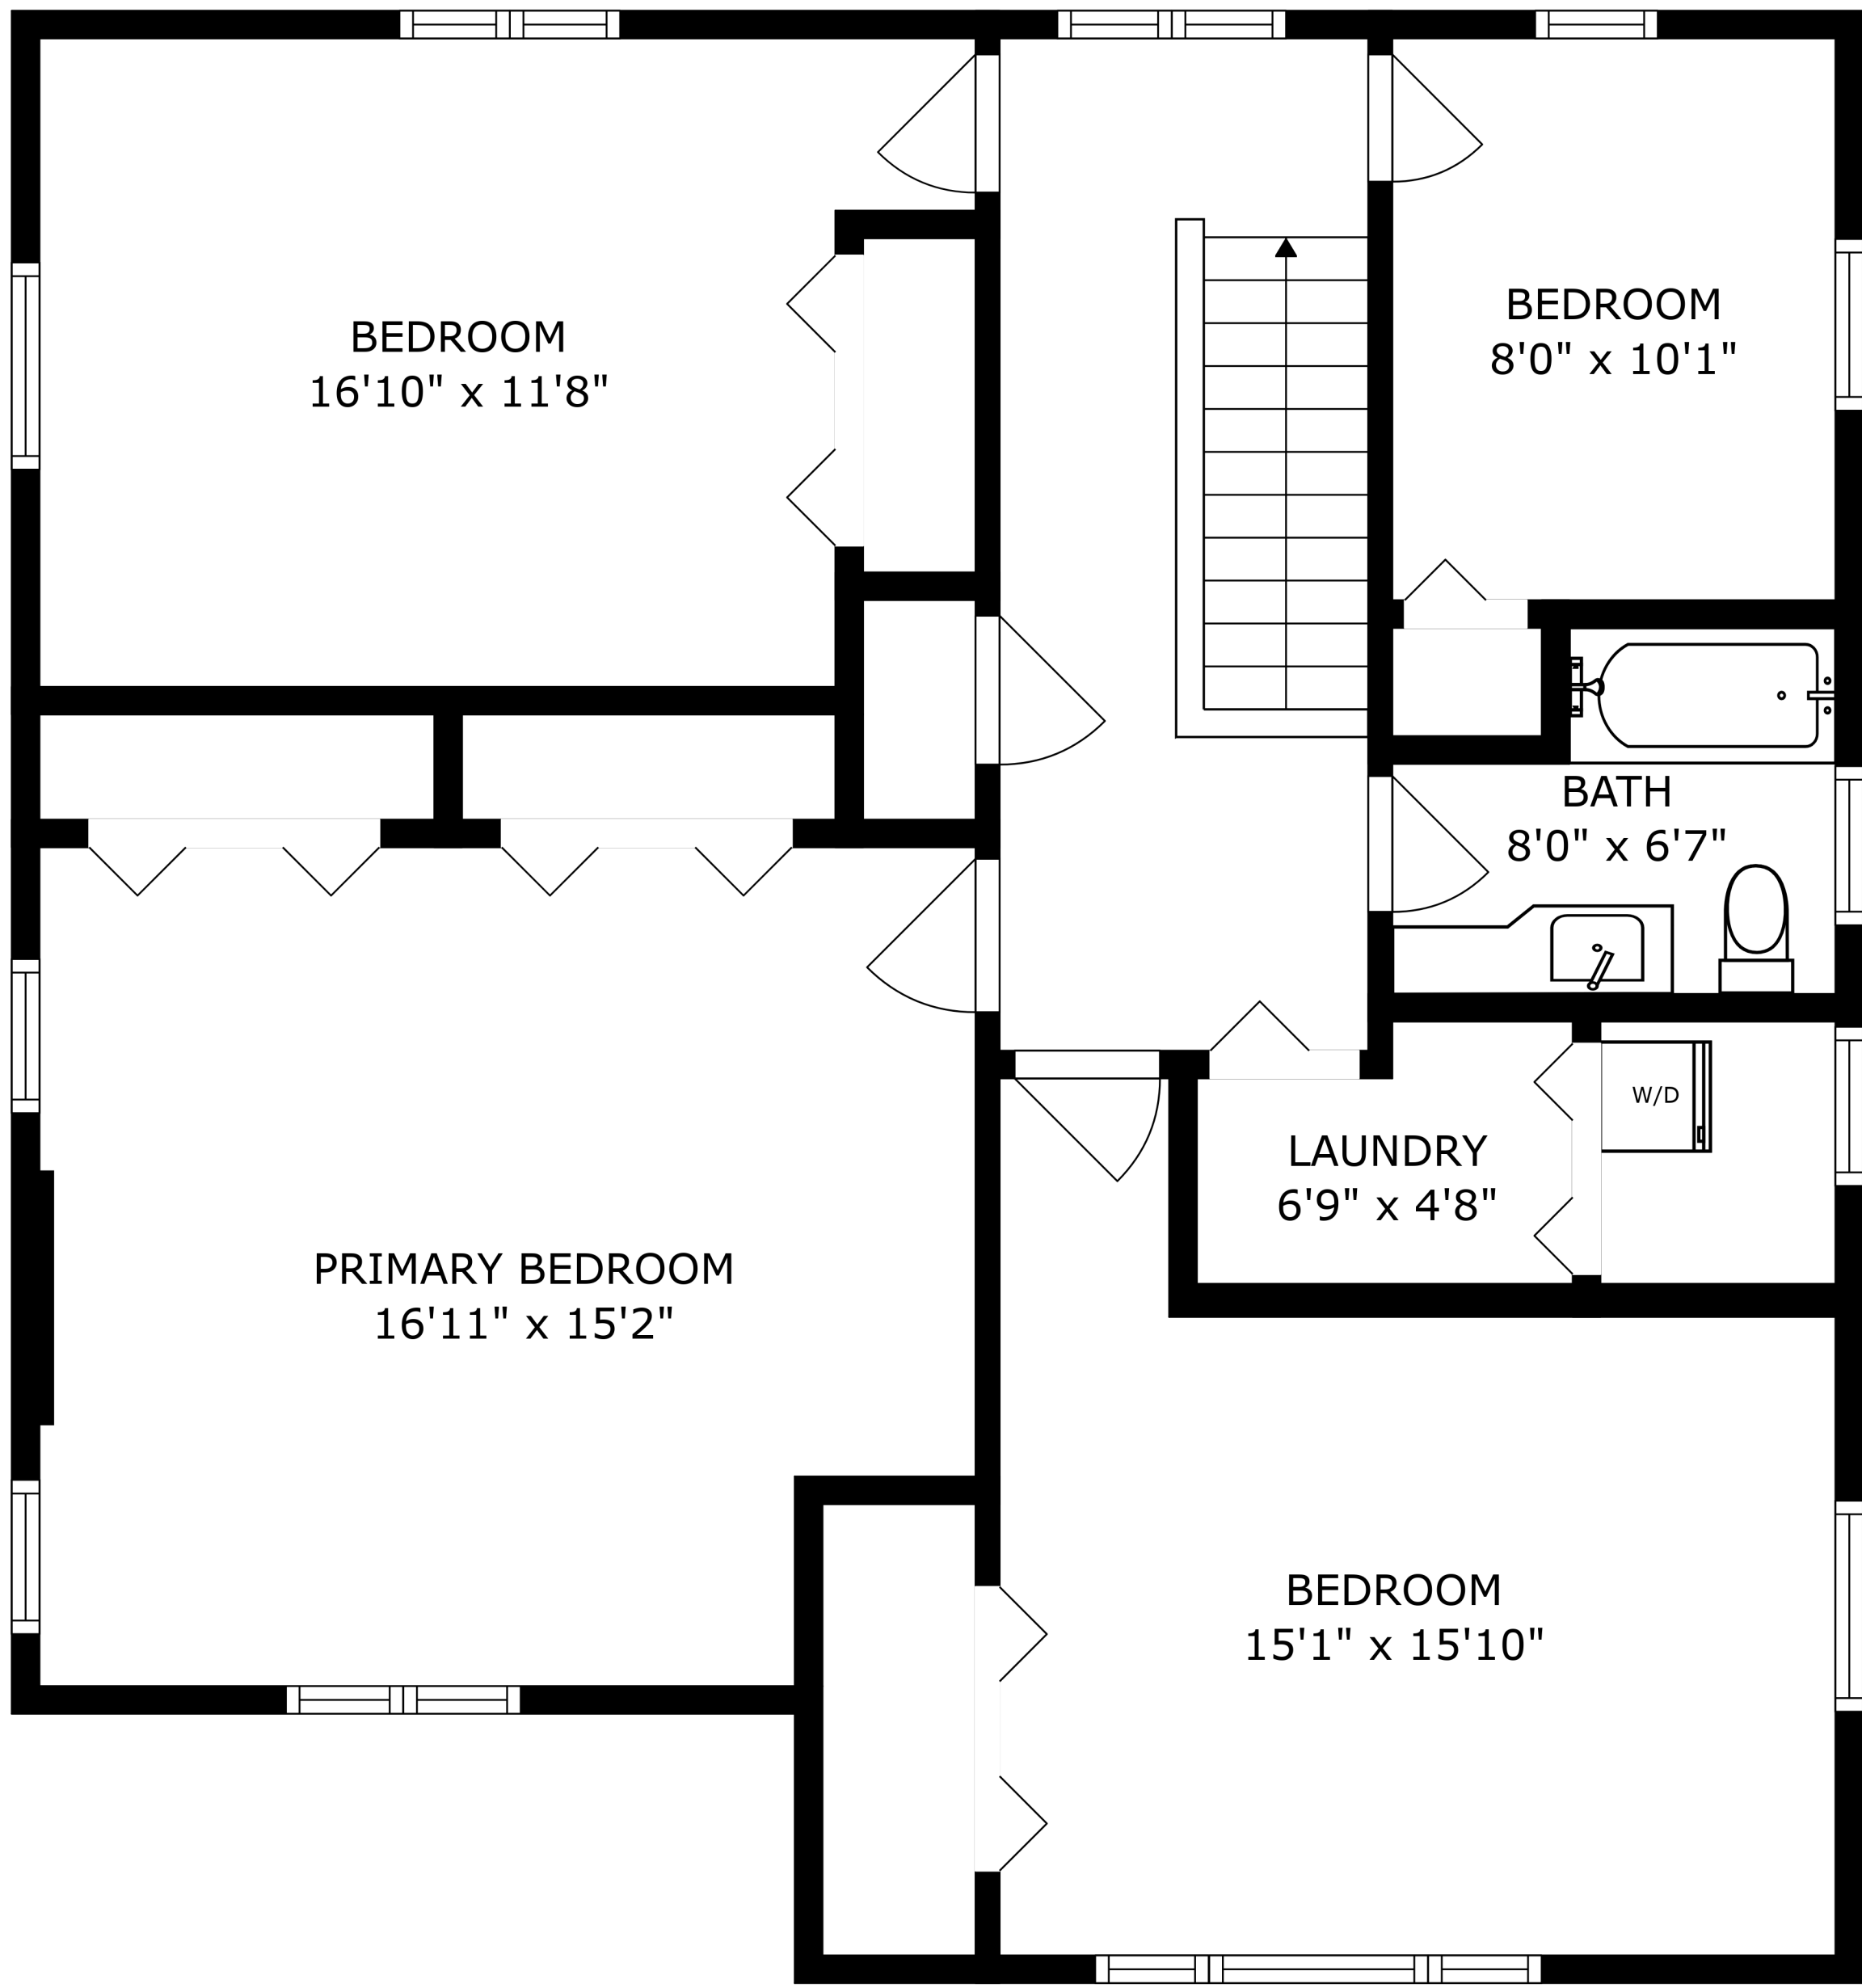 BEDROOM
16'10" x 11'8"
BEDROOM
8'0" x 10'1"
BATH
8'0" x 6'7"
W/D
LAUNDRY
6'9" x 4'8"
PRIMARY BEDROOM
16'11" x 15'2"
BEDROOM
15'1" x 15'10"